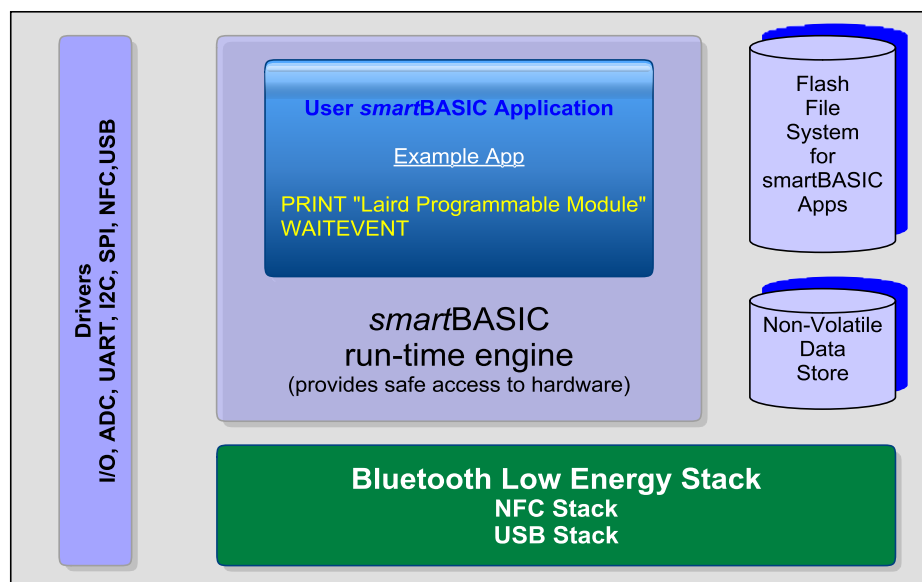 Drivers
I/O, ADC, UART, I2C, SPI, NFC,USB
User smartBASIC Application
Example App
PRINT "Laird Programmable Module"
WAITEVENT
smartBASIC
run-time engine
(provides safe access to hardware)
Flash
File
System
for
smartBASIC
Apps
Non-Volatile
Data
Store
Bluetooth Low Energy Stack
NFC Stack
USB Stack